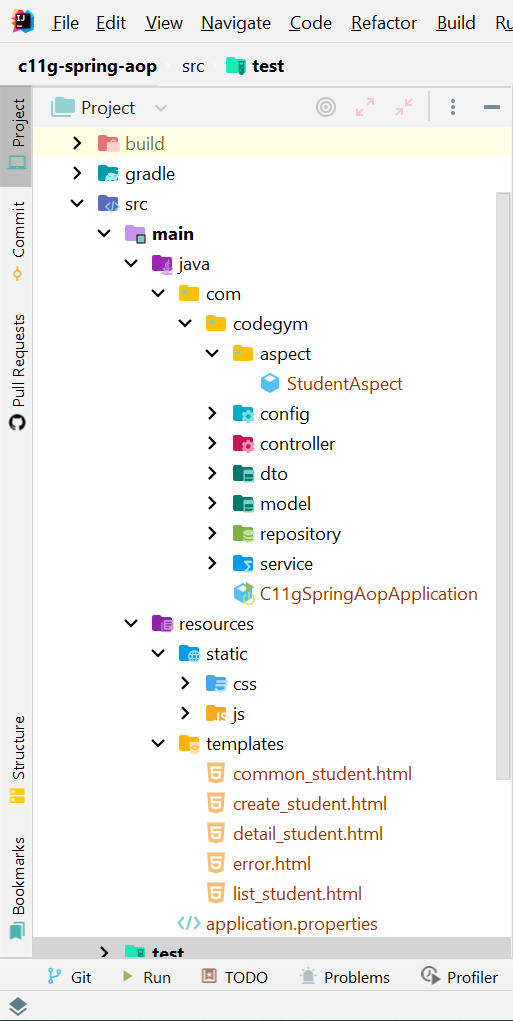 File Edit View Navigate Code Refactor Build Ru
c11g-spring-aop src test
Project
build
gradle
src
main
java
com
codegym
aspect
StudentAspect
config
controller
dto
model
repository
service
C11gSpringAopApplication
resources
static
css
js
templates
common_student.html
create_student.html
detail_student.html
error.html
list_student.html
application.properties
test
Project
Commit
Pull Requests
Structure
Bookmarks
Git Run TODO Problems Profiler